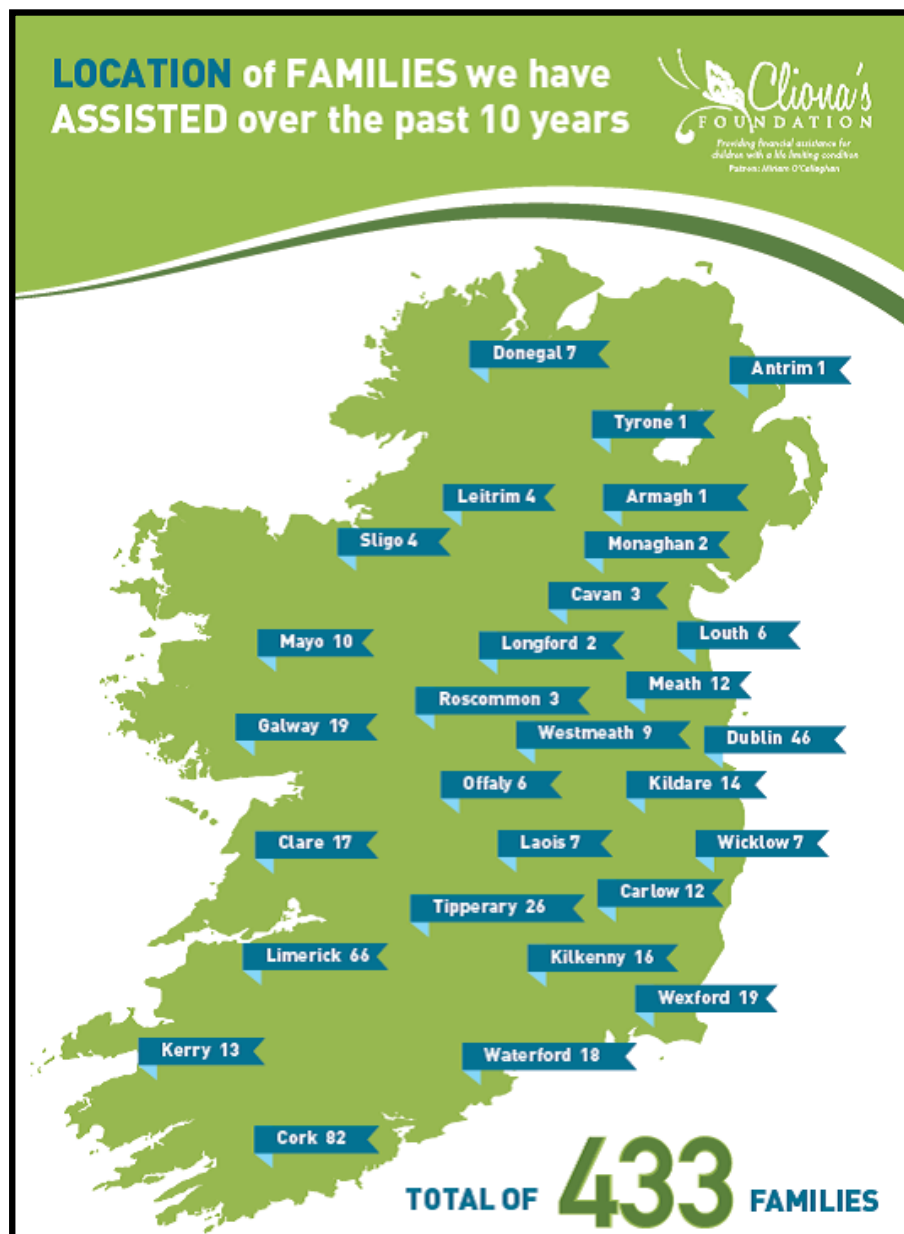 LOCATION of FAMILIES we have
ASSISTED over the past 10 years
Cliona's
FOUNDATION
Providing financial assistance for
children with a life limiting condition
Patron: Miriam O'Callaghan
Donegal 7
Antrim 1
Tyrone 1
Leitrim 4
Armagh 1
Sligo 4
Monaghan 2
Cavan 3
Mayo 10
Longford 2
Louth 6
Meath 12
Roscommon 3
Galway 19
Westmeath 9
Dublin 46
Offaly 6
Kildare 14
Clare 17
Laois 7
Wicklow 7
Carlow 12
Tipperary 26
Limerick 66
Kilkenny 16
Wexford 19
Kerry 13
Waterford 18
Cork 82
TOTAL OF 433 FAMILIES